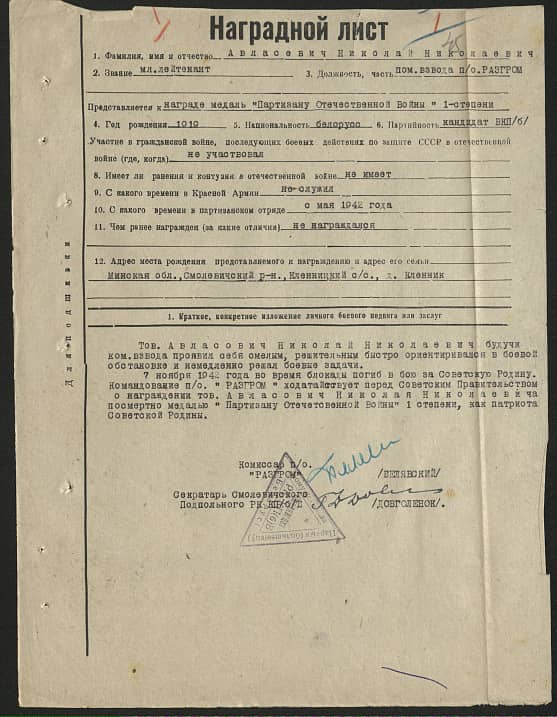 Наградной лист
1. Фамилия, имя и отчество Авласевич Николай Николаевич
2. Звание мл.лейтенант 3. Должность, часть пом.взвода п/о.РАЗГРОМ
Представляется к награде медаль "Партизану Отечественной Войны " 1-степени
4. Год рождения 1919 5. Национальность белорусс 6. Партийность кандидат ВКП/б/
Участие в гражданской войне, последующих боевых действиях по защите СССР в отечественной
войне (где, когда) не участвовал
8. Имеет ли ранения и контузии в отечественной войне не имеет
9. С какого времени в Красной Армии не служил
10. С какого времени в партизанском отряде с мая 1942 года
11. Чем ранее награжден (за какие отличия) не награждался
12. Адрес места рождения представляемого к награждению и адрес его семьи
Минская обл.,Смолевичский р-н., Кленницкий с/с., д. Кленник
1. Краткое, конкретное изложение личного боевого подвига или заслуг
Тов. Авласович Николай Николаевич будучи
ком.взвода проявил себя смелым, решительным быстро ориентировался в боевой
обстановке и немедленно решал боевые задачи.
7 ноября 1942 года во время блокады погиб в бою за Советскую Родину.
Командование п/о. " РАЗГРОМ " ходатайствует перед Советским Правительством
о награждении тов. Авласовича Николая Николаевича
посмертно медалью " Партизану Отечественной Войны" 1 степени, как патриота
Советской Родины.
Комиссар п/о.
"РАЗГРОМ" /БЕЛЯВСКИЙ/
Секретарь Смолевичского
Подпольного РК КП/б/Б /ДОВГОЛЕНОК/.
Для подшивки